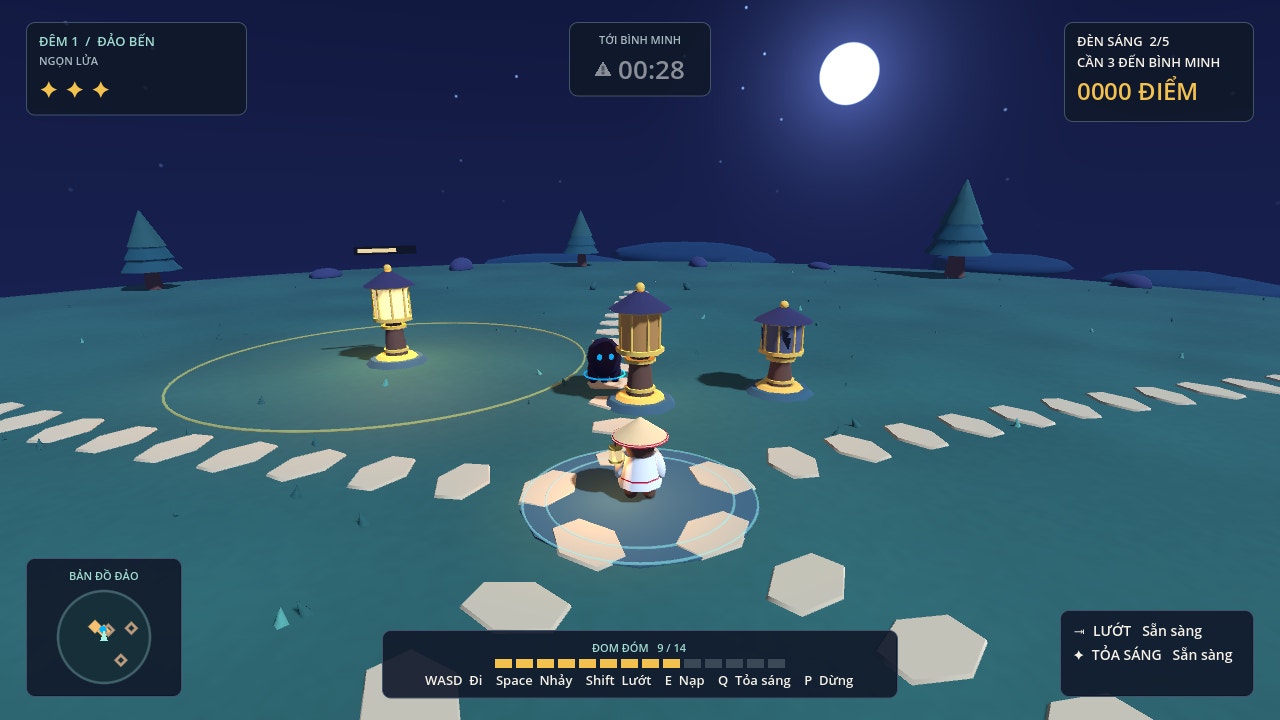 ĐÊM 1 / ĐẢO BẾN
NGỌN LỬA
TỚI BÌNH MINH
00:28
ĐÈN SÁNG 2/5
CẦN 3 ĐẾN BÌNH MINH
0000 ĐIỂM
BẢN ĐỒ ĐẢO
ĐOM ĐÓM 9 / 14
WASD Đi Space Nhảy Shift Lướt E Nạp Q Tỏa sáng P Dừng
LƯỚT Sẵn sàng
TỎA SÁNG Sẵn sàng